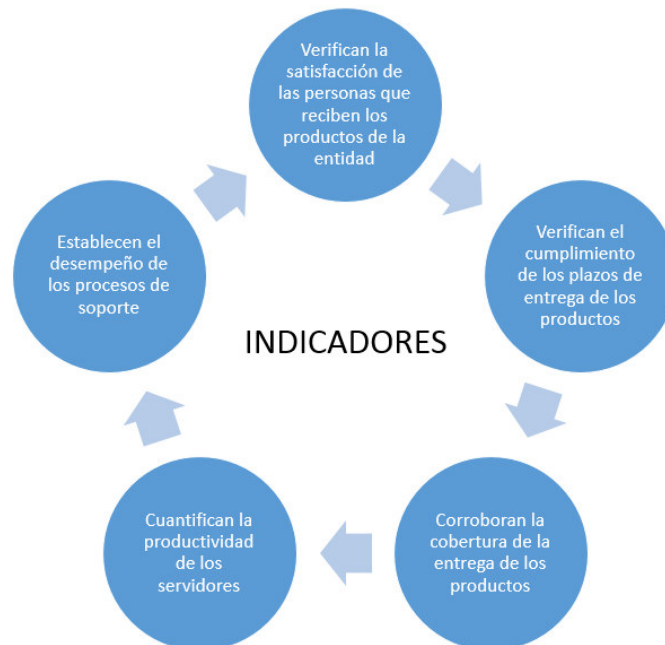 Verifican la
satisfacción de
las personas que
reciben los
productos de la
entidad
Verifican el
cumplimiento
de los plazos de
entrega de los
productos
Corroboran la
cobertura de la
entrega de los
productos
Cuantifican la
productividad
de los
servidores
Establecen el
desempeño de
los procesos de
soporte
INDICADORES